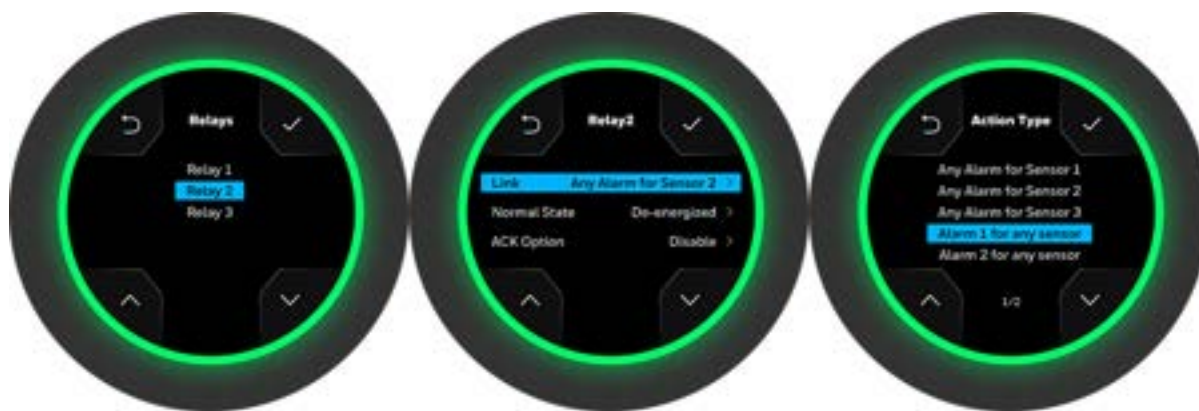 Relays
Relay 1
Relay 2
Relay 3
Relay2
Link Any Alarm for Sensor 2
Normal State De-energized
ACK Option Disable
Action Type
Any Alarm for Sensor 1
Any Alarm for Sensor 2
Any Alarm for Sensor 3
Alarm 1 for any sensor
Alarm 2 for any sensor
1/2